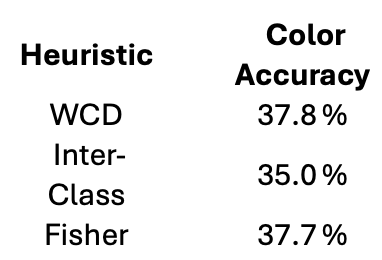 Heuristic Color Accuracy
WCD 37.8 %
Inter-Class 35.0 %
Fisher 37.7 %